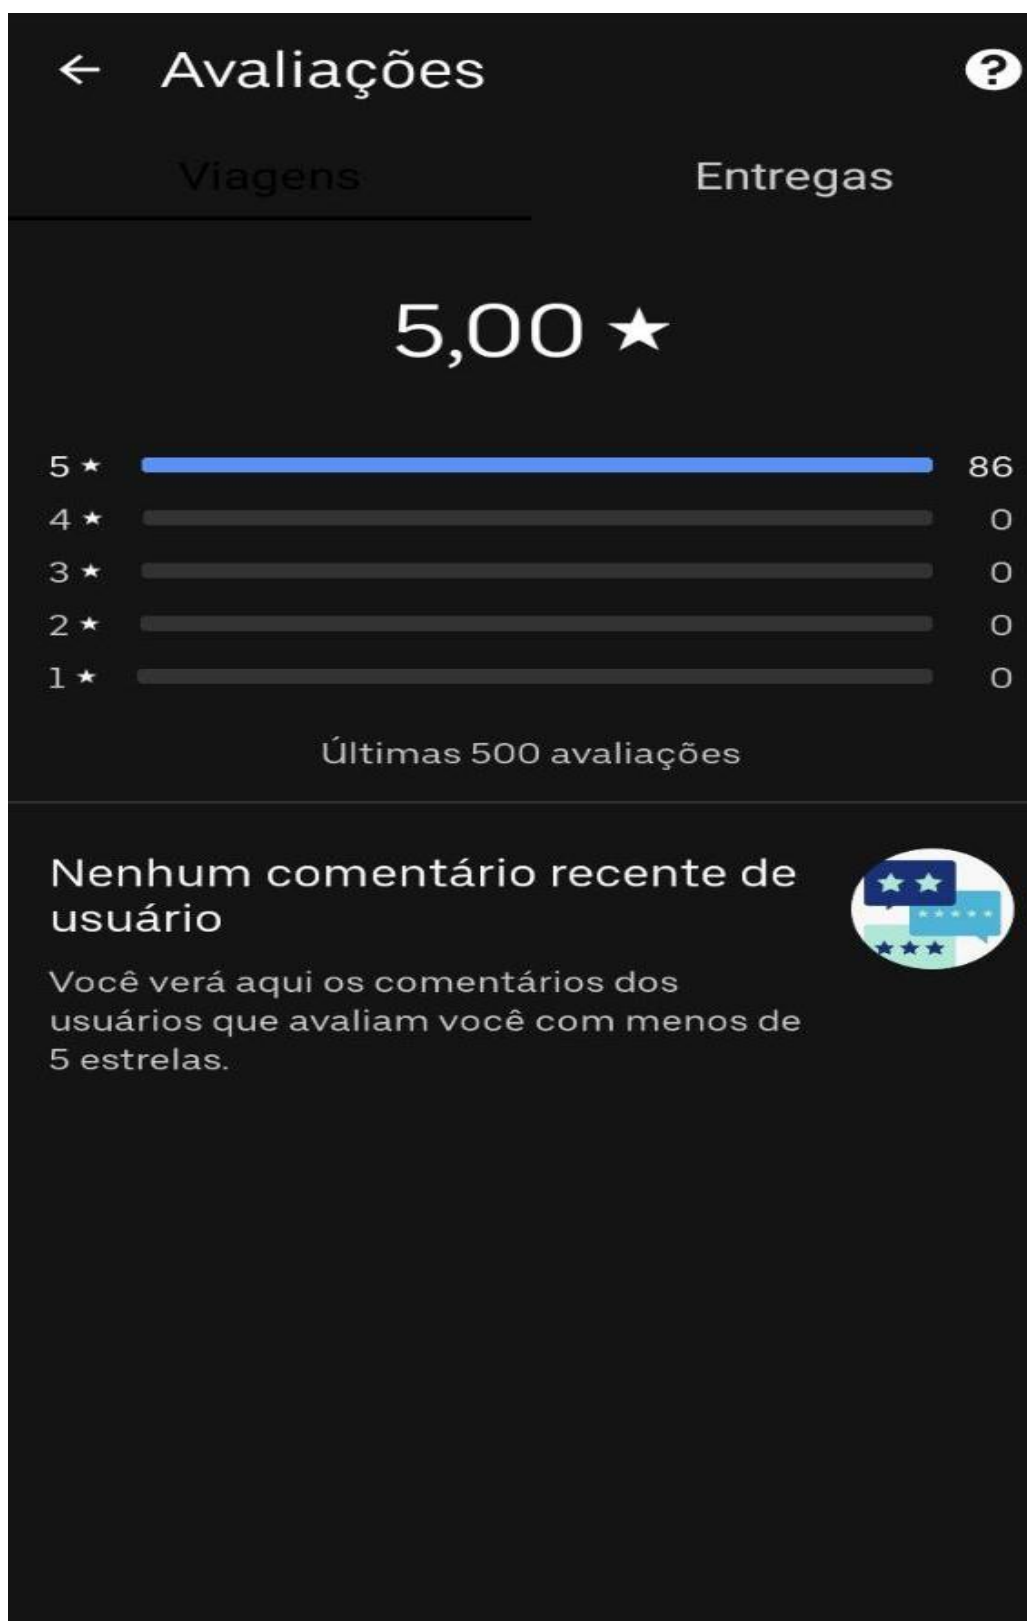 Avaliações
Viagens Entregas
5,00 ★
5 ★ 86
4 ★ 0
3 ★ 0
2 ★ 0
1 ★ 0
Últimas 500 avaliações
Nenhum comentário recente de
usuário
Você verá aqui os comentários dos
usuários que avaliam você com menos de
5 estrelas.